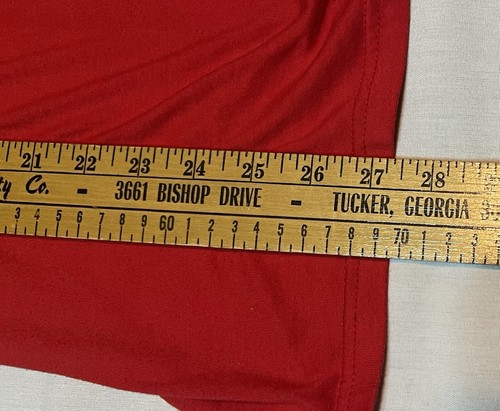 21 22 23 24 25 26 27 28
ty Co. - 3661 BISHOP DRIVE - TUCKER, GEORGIA
3 4 5 6 7 8 9 60 1 2 3 4 5 6 7 8 9 70 1 2 3